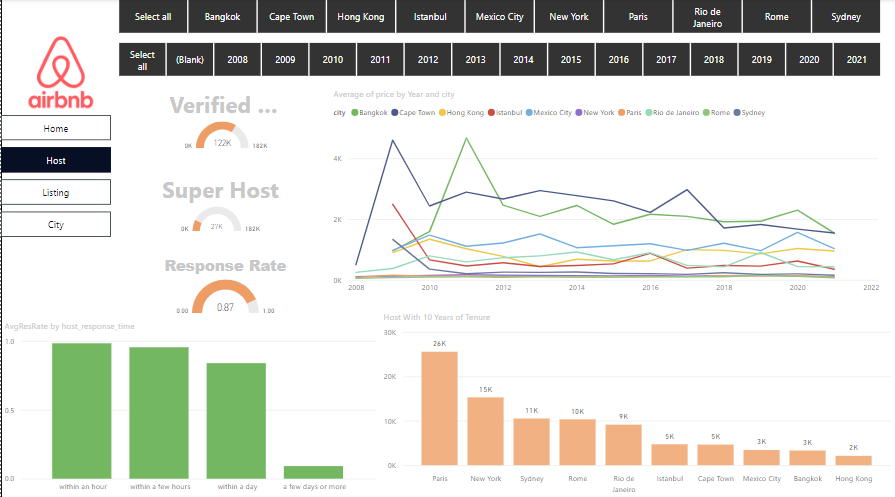 Select all
Bangkok
Cape Town
Hong Kong
Istanbul
Mexico City
New York
Paris
Rio de
Janeiro
Rome
Sydney
Select
all
(Blank)
2008
2009
2010
2011
2012
2013
2014
2015
2016
2017
2018
2019
2020
2021
airbnb
Home
Host
Listing
City
Verified ...
122K
0K
182K
Super Host
27K
0K
182K
Response Rate
0.87
0.00
1.00
Average of price by Year and city
city Bangkok Cape Town Hong Kong Istanbul Mexico City New York Paris Rio de Janeiro Rome Sydney
4K
2K
0K
2008 2010 2012 2014 2016 2018 2020 2022
AvgResRate by host_response_time
1.0
0.5
0.0
within an hour
within a few hours
within a day
a few days or more
Host With 10 Years of Tenure
30K
20K
10K
0K
26K
15K
11K
10K
9K
5K
5K
3K
3K
2K
Paris
New York
Sydney
Rome
Rio de
Janeiro
Istanbul
Cape Town
Mexico City
Bangkok
Hong Kong